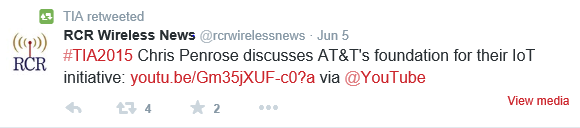 TIA retweeted
RCR Wireless News @rcrwirelessnews · Jun 5
RCR
#TIA2015 Chris Penrose discusses AT&T's foundation for their IoT
initiative: youtu.be/Gm35jXUF-c0?a via @YouTube
4 2 View media